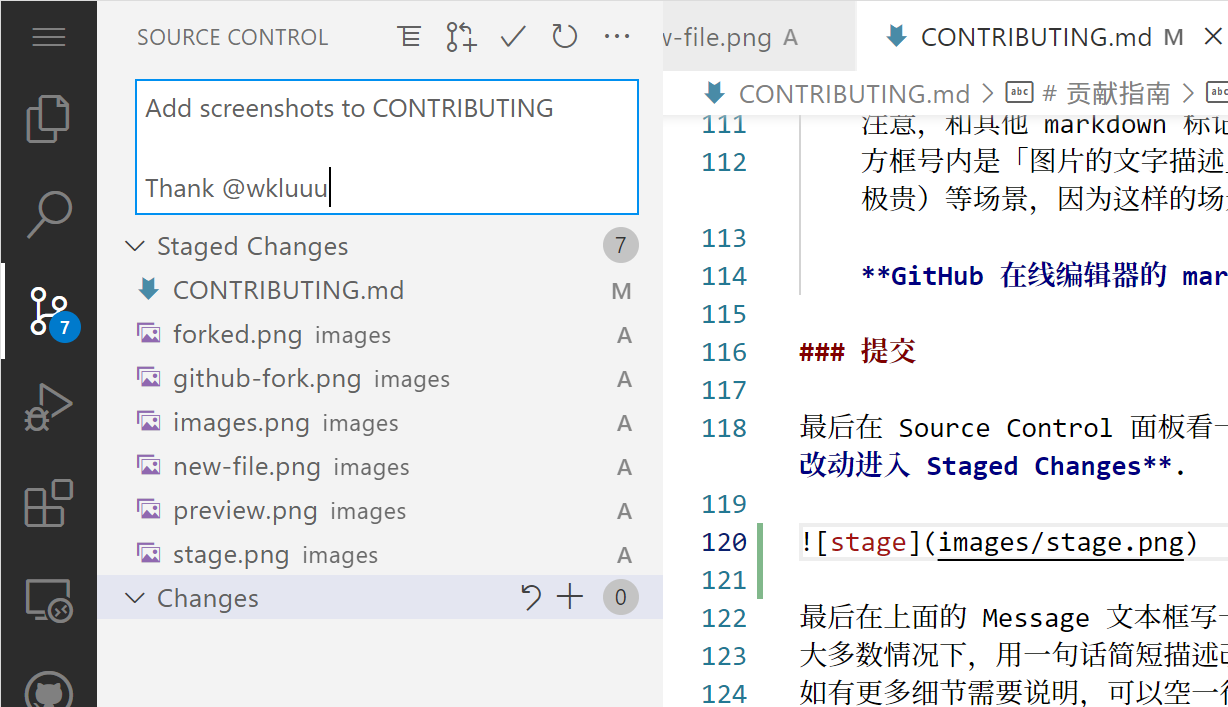 SOURCE CONTROL
Add screenshots to CONTRIBUTING
Thank @wkluuu
Staged Changes 7
CONTRIBUTING.md M
forked.png images A
github-fork.png images A
images.png images A
new-file.png images A
preview.png images A
stage.png images A
Changes 0
7
-file.png A
CONTRIBUTING.md M
CONTRIBUTING.md > # 贡献指南 >
111 注意，和其他 markdown 标
112 方框号内是「图片的文字描述
极贵）等场景，因为这样的场
113
114 **GitHub 在线编辑器的 mar
115
116 ### 提交
117
118 最后在 Source Control 面板看一
改动进入 Staged Changes**.
119
120 ![stage](images/stage.png)
121
122 最后在上面的 Message 文本框写一
123 大多数情况下，用一句话简短描述
124 如有更多细节需要说明，可以空一行